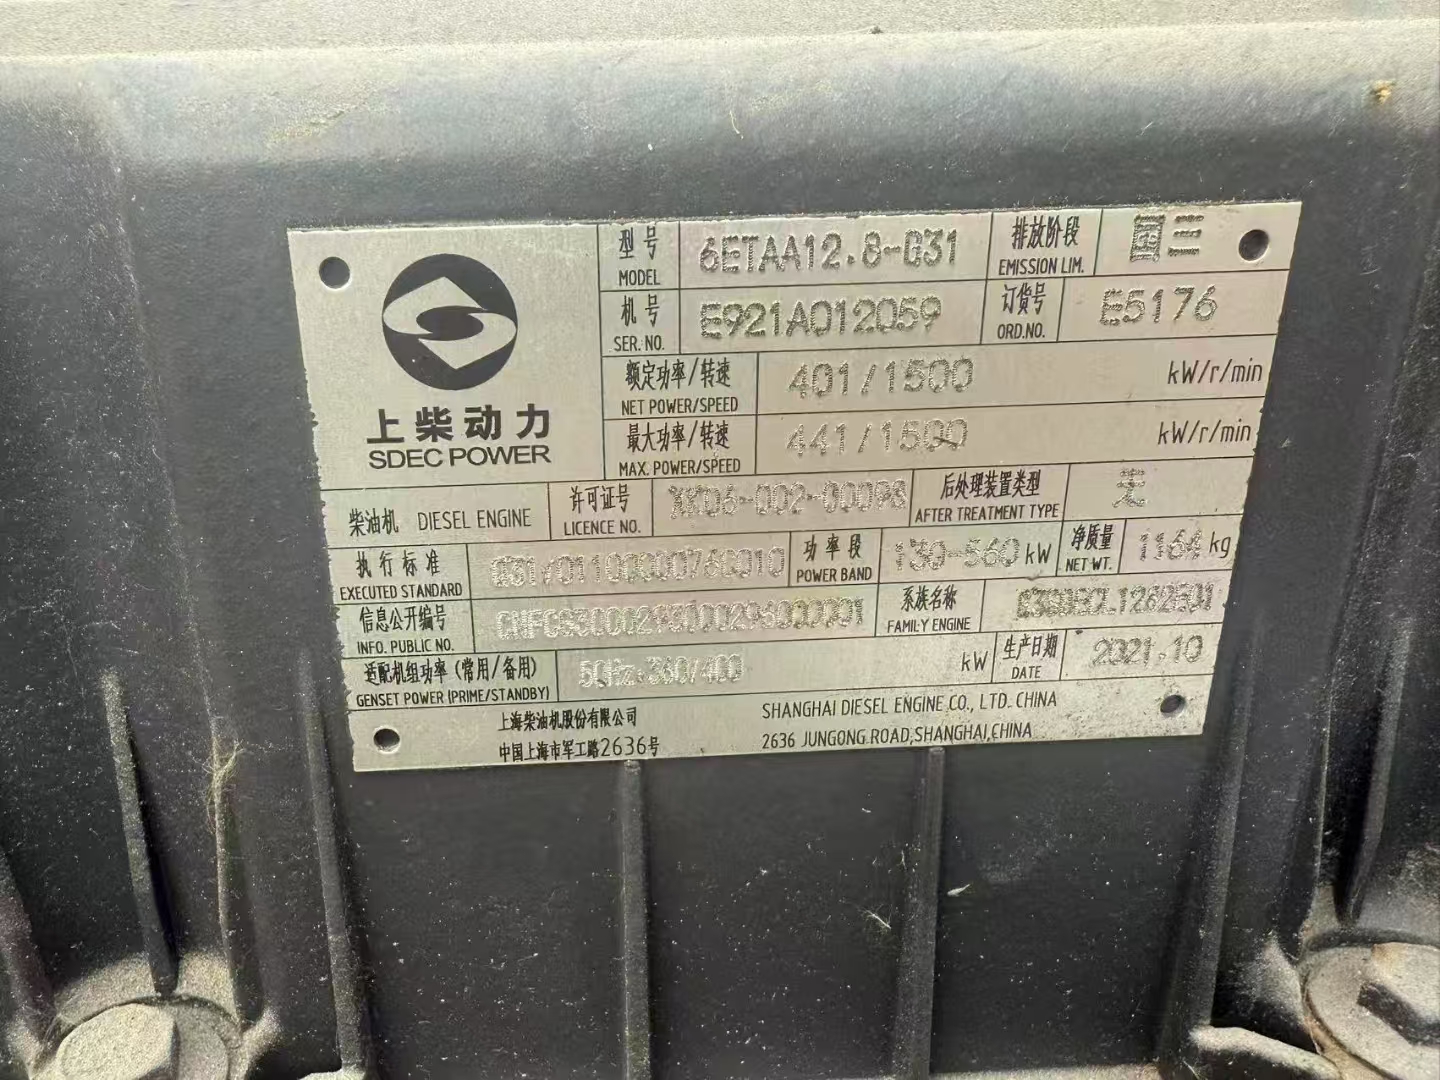 型号 MODEL 6ETAA12.8-G31 排放阶段 EMISSION LIM. 国三
机号 SER. NO. E921A012059 订货号 ORD.NO. E5176
额定功率/转速 NET POWER/SPEED 401/1500 kW/r/min
最大功率/转速 MAX. POWER/SPEED 441/1500 kW/r/min
上柴动力
SDEC POWER
柴油机 DIESEL ENGINE 许可证号 LICENCE NO. XK06-002-00098 后处理装置类型 AFTER TREATMENT TYPE 无
执行标准 EXECUTED STANDARD 功率段 POWER BAND 130-560 kW 净质量 NET WT. 1164 kg
信息公开编号 INFO. PUBLIC NO. 系族名称 FAMILY ENGINE
适配机组功率(常用/备用) GENSET POWER (PRIME/STANDBY) 50Hz:360/400 kW 生产日期 DATE 2021.10
上海柴油机股份有限公司 SHANGHAI DIESEL ENGINE CO., LTD. CHINA
中国上海市军工路2636号 2636 JUNGONG ROAD,SHANGHAI,CHINA